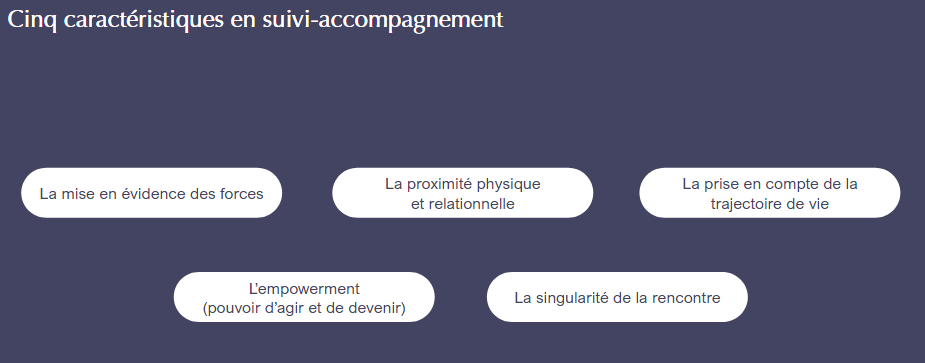 Cinq caractéristiques en suivi-accompagnement
La mise en évidence des forces
La proximité physique
et relationnelle
La prise en compte de la
trajectoire de vie
L'empowerment
(pouvoir d'agir et de devenir)
La singularité de la rencontre